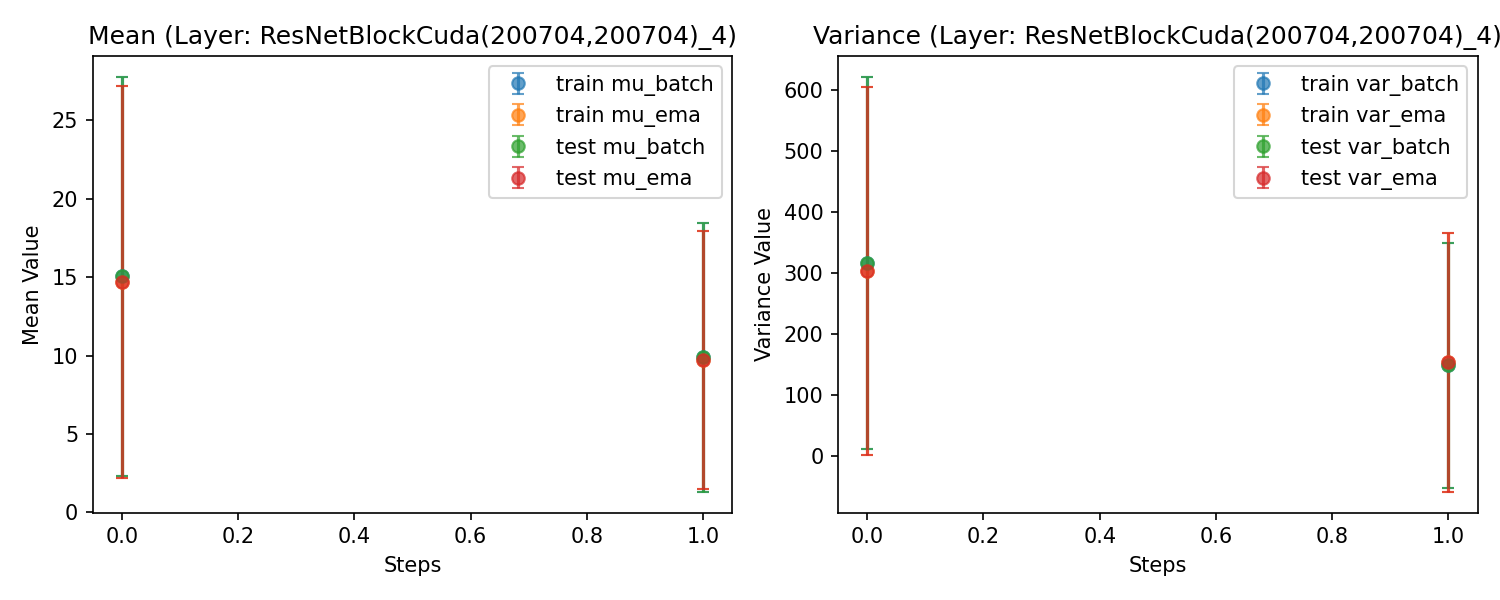 Mean (Layer: ResNetBlockCuda(200704,200704)_4)
train mu_batch
train mu_ema
test mu_batch
test mu_ema
Mean Value
25
20
15
10
5
0
0.0 0.2 0.4 0.6 0.8 1.0
Steps
Variance (Layer: ResNetBlockCuda(200704,200704)_4)
train var_batch
train var_ema
test var_batch
test var_ema
Variance Value
600
500
400
300
200
100
0
0.0 0.2 0.4 0.6 0.8 1.0
Steps